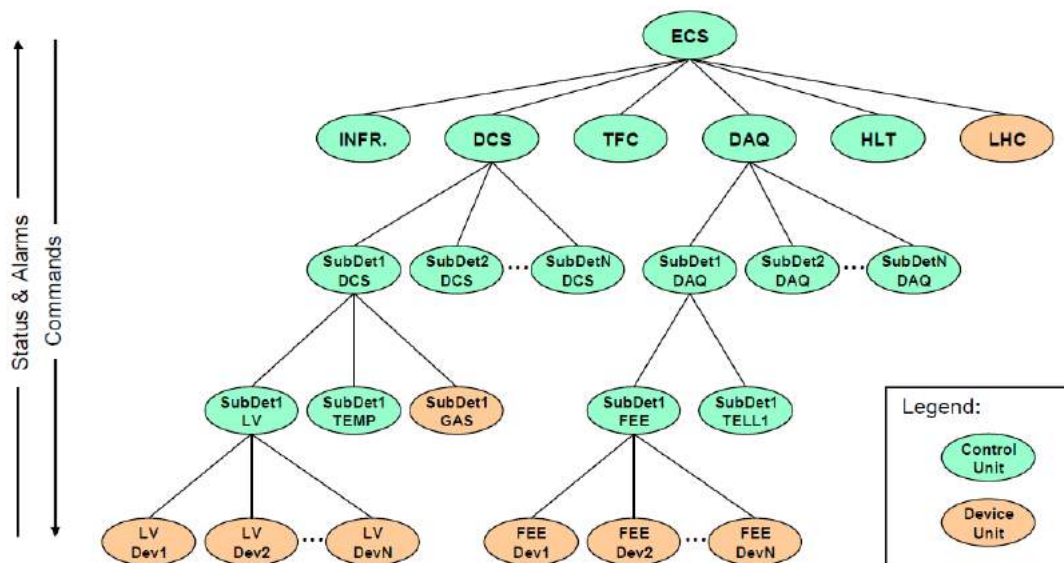 ECS
INFR.
DCS
TFC
DAQ
HLT
LHC
Status & Alarms
Commands
SubDet1
DCS
SubDet2
DCS
...
SubDetN
DCS
SubDet1
DAQ
SubDet2
DAQ
...
SubDetN
DAQ
SubDet1
LV
SubDet1
TEMP
SubDet1
GAS
SubDet1
FEE
SubDet1
TELL1
LV
Dev1
LV
Dev2
...
LV
DevN
FEE
Dev1
FEE
Dev2
...
FEE
DevN
Legend:
Control
Unit
Device
Unit